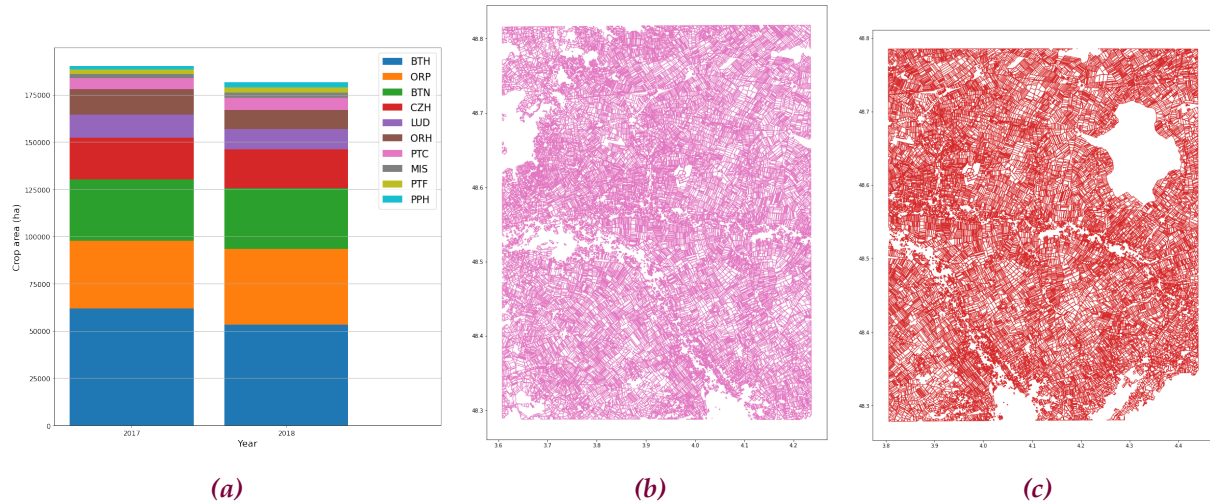 175000
150000
125000
100000
75000
50000
25000
0
Crop area (ha)
2017
2018
Year
BTH
ORP
BTN
CZH
LUD
ORH
PTC
MIS
PTF
PPH
48.8
48.7
48.6
48.5
48.4
48.3
3.6 3.7 3.8 3.9 4.0 4.1 4.2
48.8
48.7
48.6
48.5
48.4
48.3
3.8 3.9 4.0 4.1 4.2 4.3 4.4
(a)
(b)
(c)